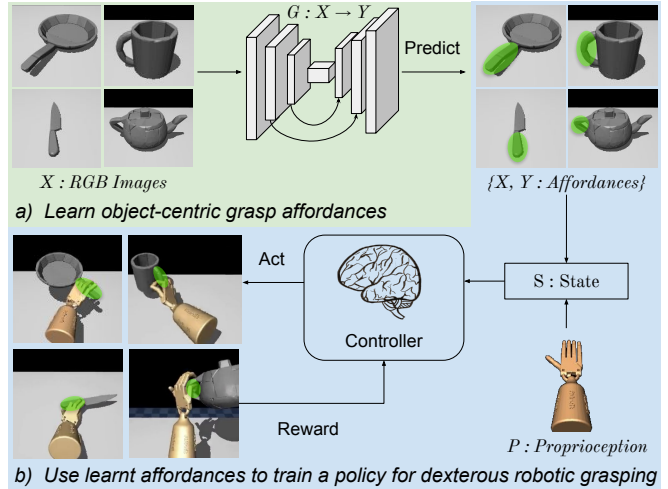 G : X → Y
Predict
X : RGB Images
{X, Y : Affordances}
a) Learn object-centric grasp affordances
Act
S : State
Controller
Reward
P : Proprioception
b) Use learnt affordances to train a policy for dexterous robotic grasping